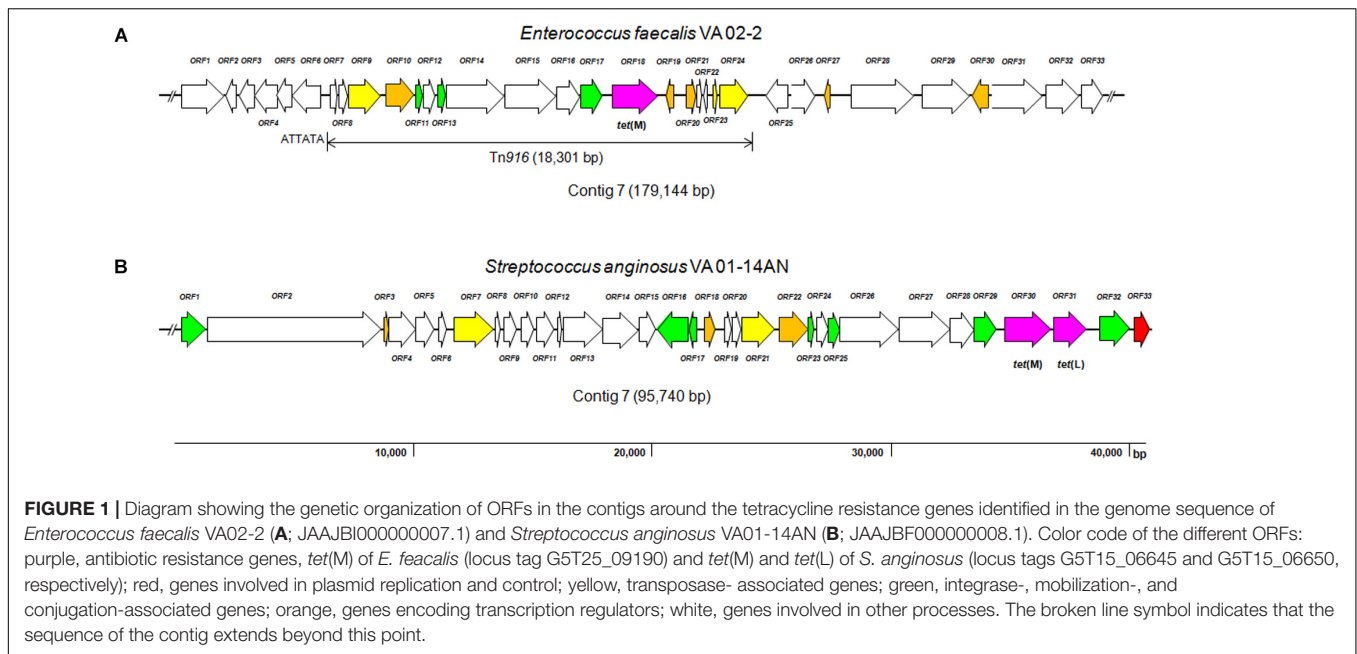 A
Enterococcus faecalis VA 02-2
ORF1 ORF2 ORF3 ORF5 ORF6 ORF7 ORF9 ORF10 ORF12 ORF14 ORF15 ORF16 ORF17 ORF18 ORF19 ORF21 ORF24 ORF26 ORF27 ORF28 ORF29 ORF30 ORF31 ORF32 ORF33
ORF22
ORF4 ORF8 ORF11 ORF13 tet(M) ORF20 ORF23 ORF25
ATTATA
Tn916 (18,301 bp)
Contig 7 (179,144 bp)
B
Streptococcus anginosus VA 01-14AN
ORF1 ORF2 ORF3 ORF5 ORF7 ORF8 ORF10 ORF12 ORF14 ORF15 ORF16 ORF18 ORF20 ORF22 ORF24 ORF26 ORF27 ORF28 ORF29 ORF30 ORF31 ORF32 ORF33
ORF4 ORF6 ORF9 ORF11 ORF13 ORF17 ORF19 ORF21 ORF23 ORF25 tet(M) tet(L)
Contig 7 (95,740 bp)
10,000 20,000 30,000 40,000 bp
FIGURE 1 | Diagram showing the genetic organization of ORFs in the contigs around the tetracycline resistance genes identified in the genome sequence of
Enterococcus faecalis VA02-2 (A; JAAJBI000000007.1) and Streptococcus anginosus VA01-14AN (B; JAAJBF000000008.1). Color code of the different ORFs:
purple, antibiotic resistance genes, tet(M) of E. feacalis (locus tag G5T25_09190) and tet(M) and tet(L) of S. anginosus (locus tags G5T15_06645 and G5T15_06650,
respectively); red, genes involved in plasmid replication and control; yellow, transposase- associated genes; green, integrase-, mobilization-, and
conjugation-associated genes; orange, genes encoding transcription regulators; white, genes involved in other processes. The broken line symbol indicates that the
sequence of the contig extends beyond this point.